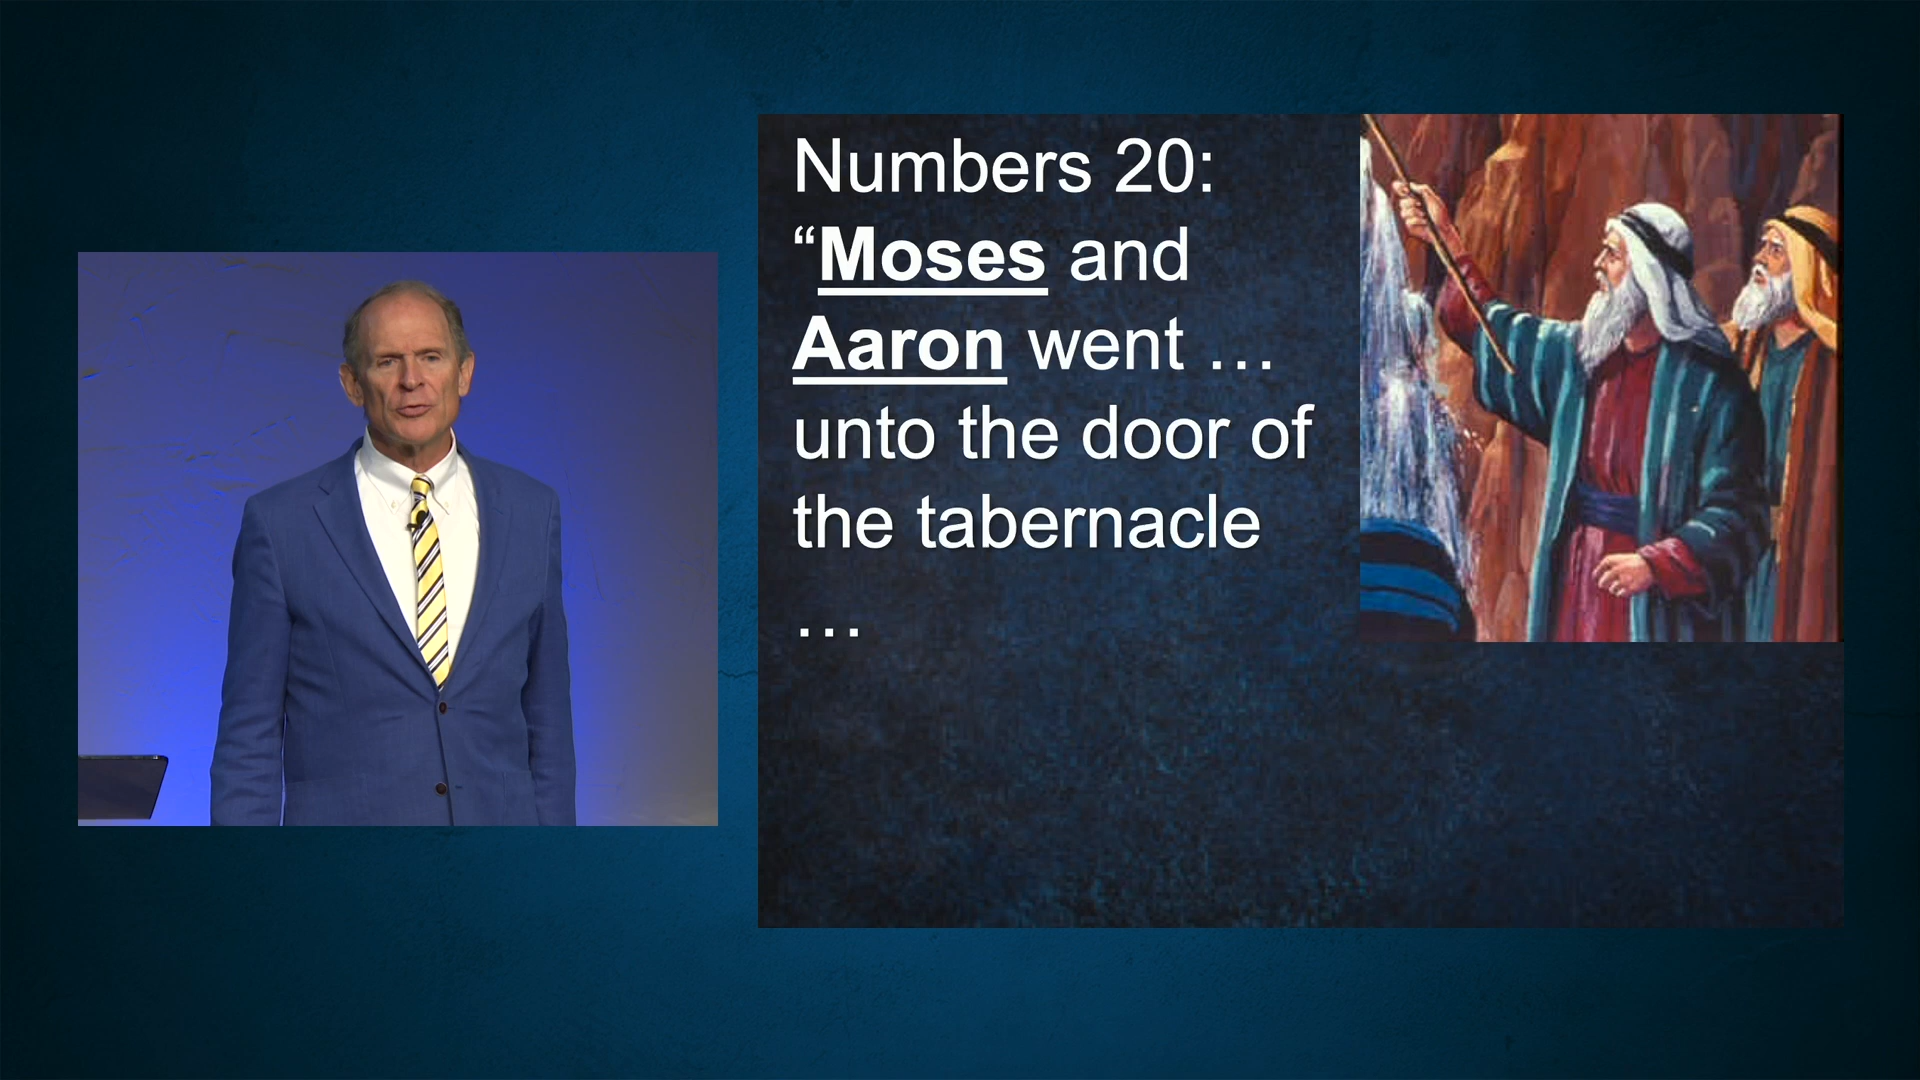 Numbers 20:
“Moses and
Aaron went …
unto the door of
the tabernacle
…